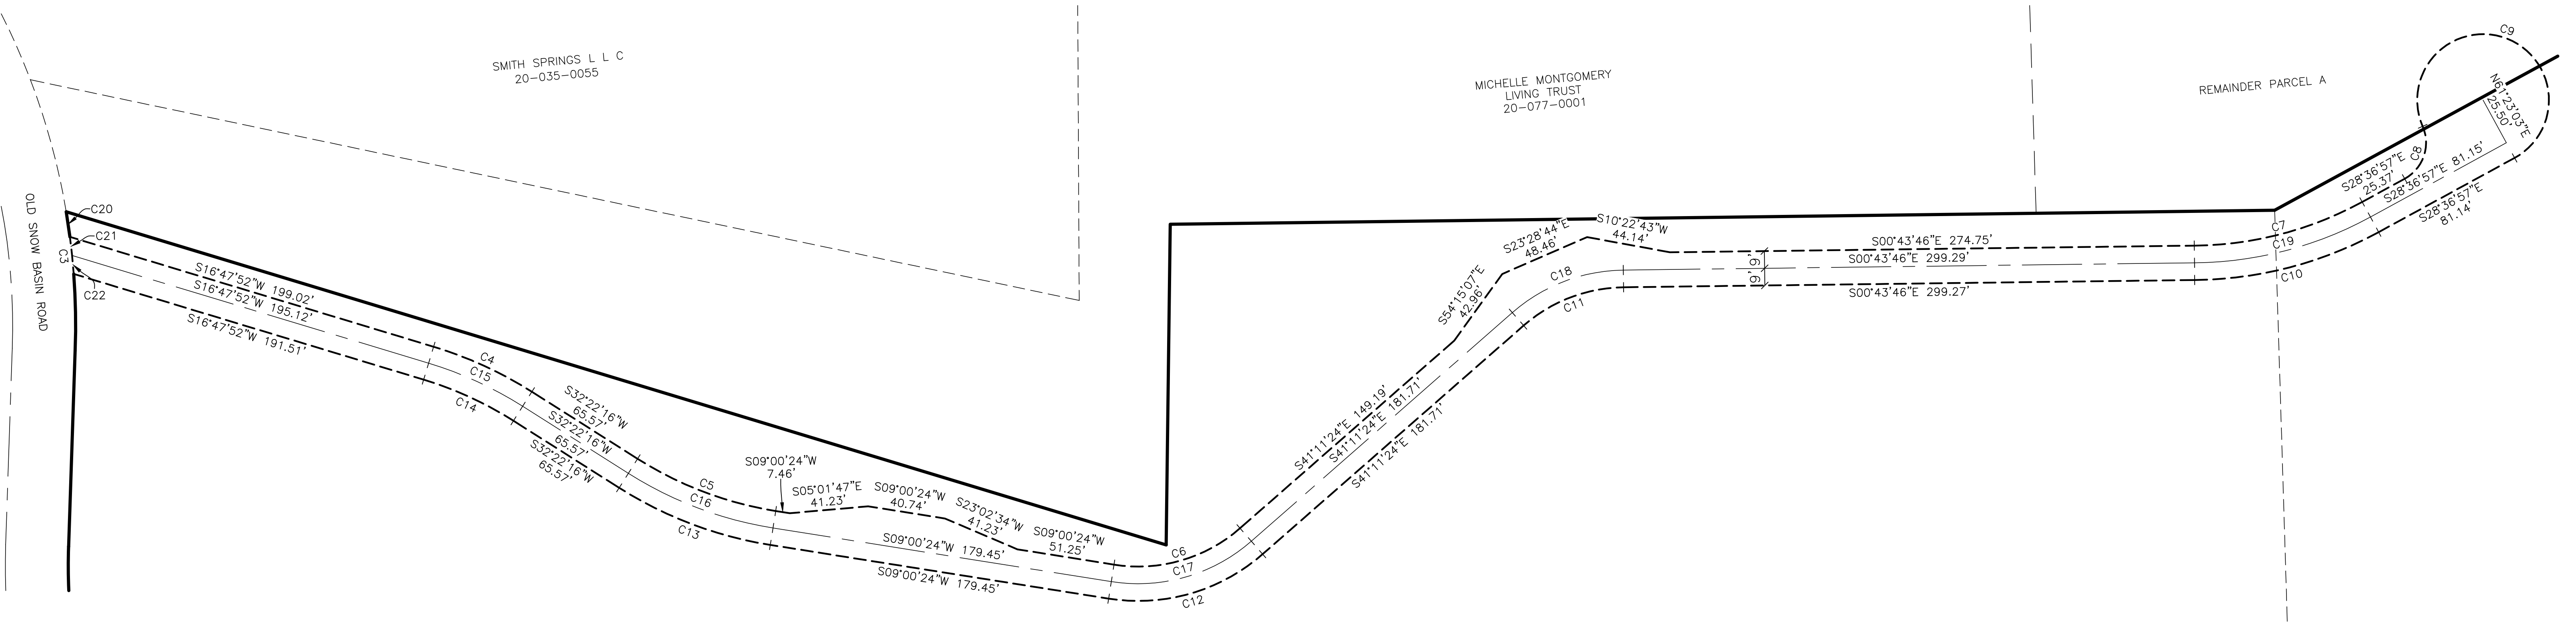 SMITH SPRINGS L L C
20-035-0055
MICHELLE MONTGOMERY
LIVING TRUST
20-077-0001
REMAINDER PARCEL A
C9
N61°23'03"E
25.50'
C8
S28°36'57"E
25.37'
S28°36'57"E 81.15'
S28°36'57"E
81.14'
OLD SNOW BASIN ROAD
C20
C21
C3
C22
S16°47'52"W 199.02'
S16°47'52"W 195.12'
S16°47'52"W 191.51'
C4
C15
C14
S32°22'16"W
65.57'
S32°22'16"W
65.57'
S32°22'16"W
65.57'
C5
C16
C13
S09°00'24"W
7.46'
S05°01'47"E
41.23'
S09°00'24"W
40.74'
S23°02'34"W
41.23'
S09°00'24"W
51.25'
S09°00'24"W 179.45'
S09°00'24"W 179.45'
C6
C17
C12
S41°11'24"E 149.19'
S41°11'24"E 181.71'
S41°11'24"E 181.71'
S54°15'07"E
42.96'
S23°28'44"E
48.46'
S10°22'43"W
44.14'
C18
C11
9' 9'
S00°43'46"E 274.75'
S00°43'46"E 299.29'
S00°43'46"E 299.27'
C7
C19
C10